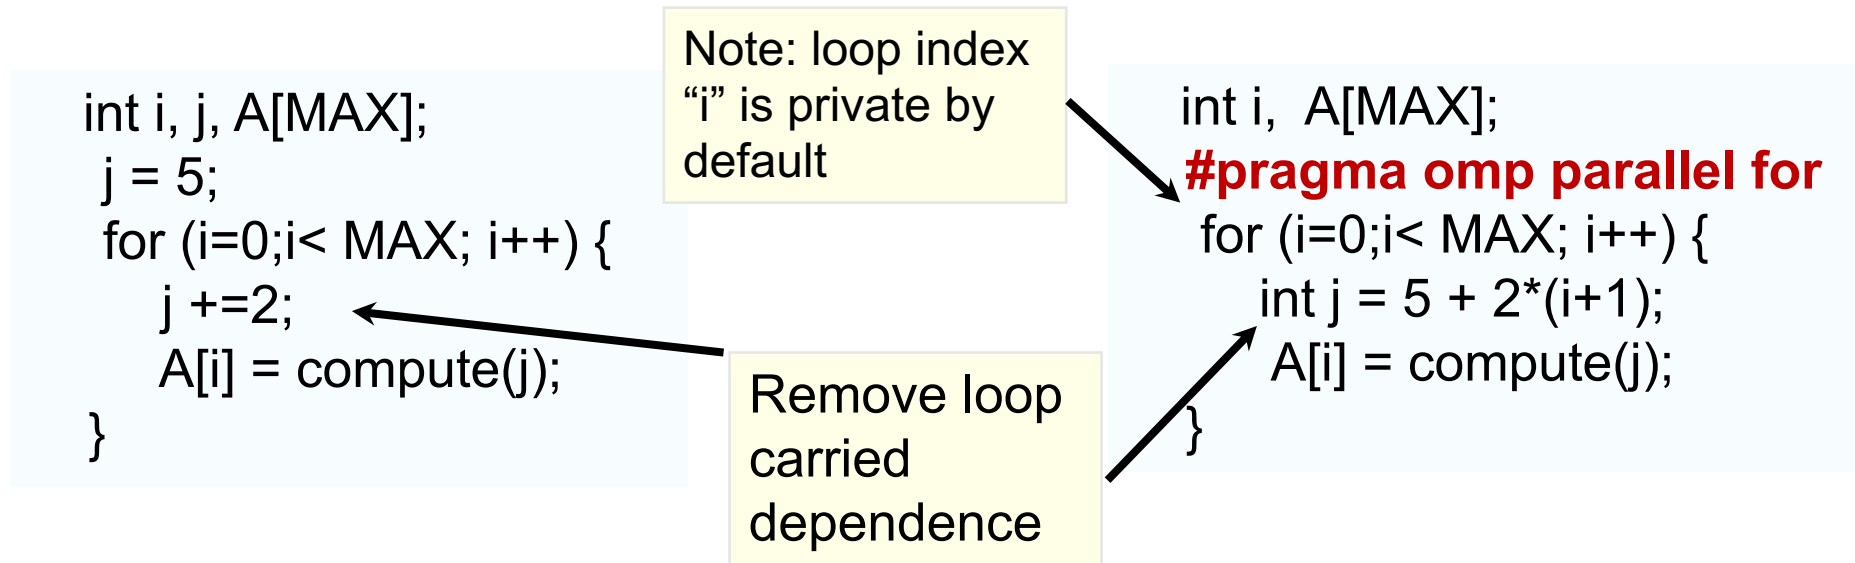 int i, j, A[MAX];
j = 5;
for (i=0;i< MAX; i++) {
j +=2;
A[i] = compute(j);
}
Note: loop index
“i” is private by
default
Remove loop
carried
dependence
int i, A[MAX];
#pragma omp parallel for
for (i=0;i< MAX; i++) {
int j = 5 + 2*(i+1);
A[i] = compute(j);
}